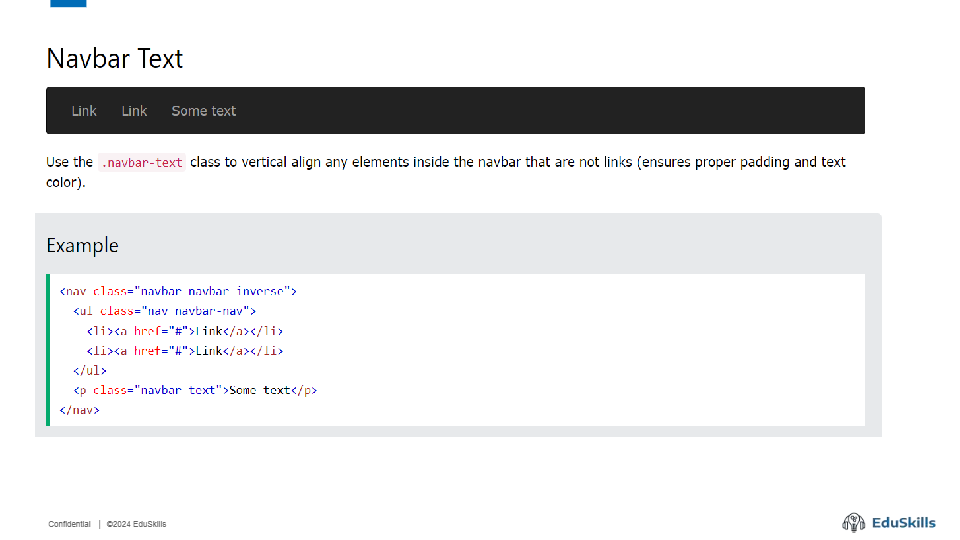 Navbar Text
Link Link Some text
Use the .navbar-text class to vertical align any elements inside the navbar that are not links (ensures proper padding and text
color).
Example
<nav class="navbar navbar inverse">
<ul class="nav navbar-nav">
<li><a href="#">Link</a></li>
<li><a href="#">Link</a></li>
</ul>
<p class="navbar text">Some text</p>
</nav>
Confidential | ©2024 EduSkills
EduSkills